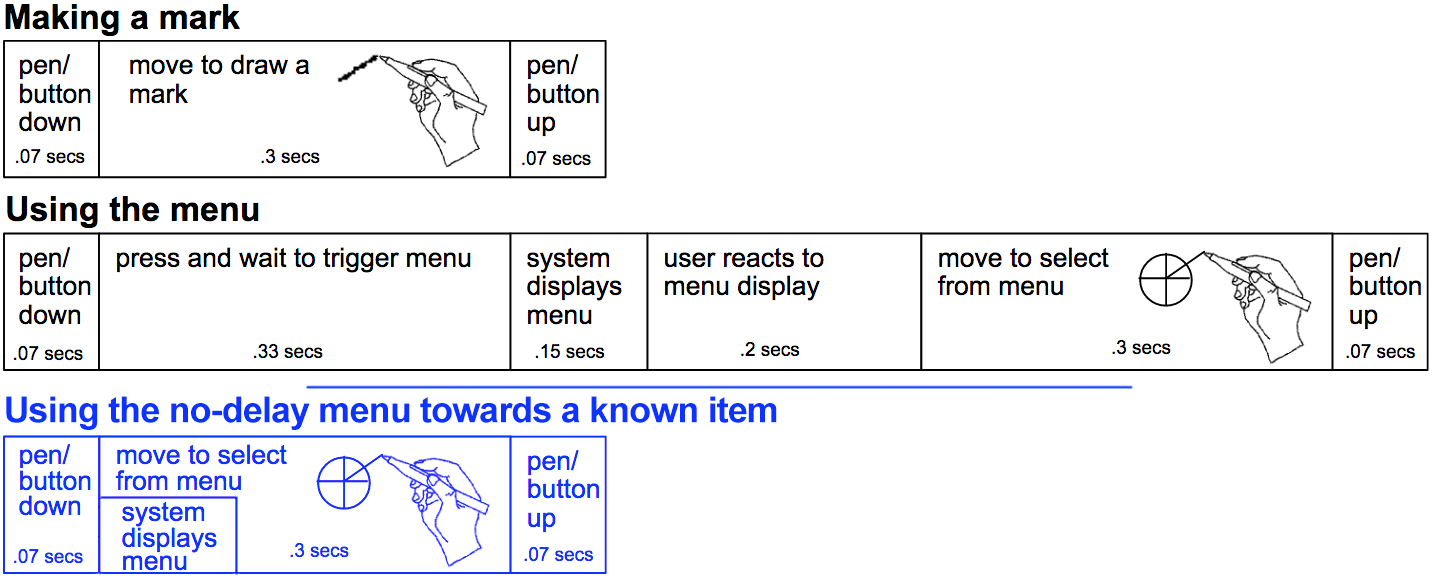 Making a mark
pen/
button
down
.07 secs
move to draw a
mark
.3 secs
pen/
button
up
.07 secs
Using the menu
pen/
button
down
.07 secs
press and wait to trigger menu
.33 secs
system
displays
menu
.15 secs
user reacts to
menu display
.2 secs
move to select
from menu
.3 secs
pen/
button
up
.07 secs
Using the no-delay menu towards a known item
pen/
button
down
.07 secs
move to select
from menu
system
displays
menu
.3 secs
pen/
button
up
.07 secs